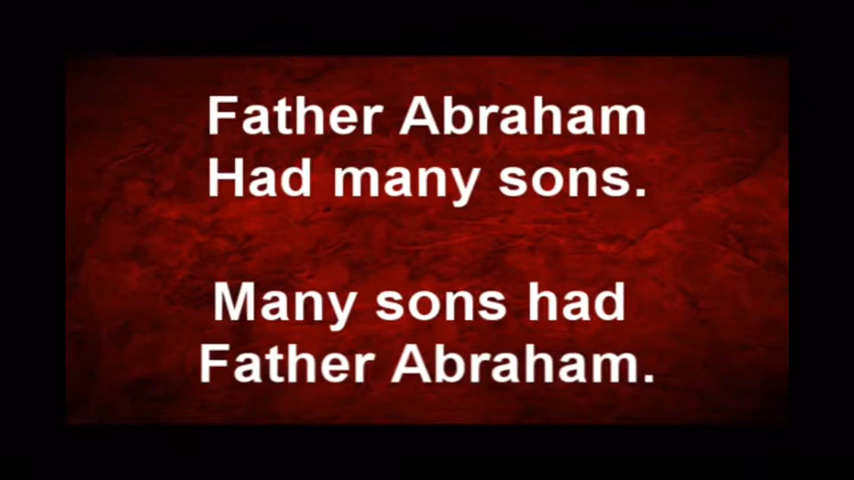 Father Abraham
Had many sons.
Many sons had
Father Abraham.